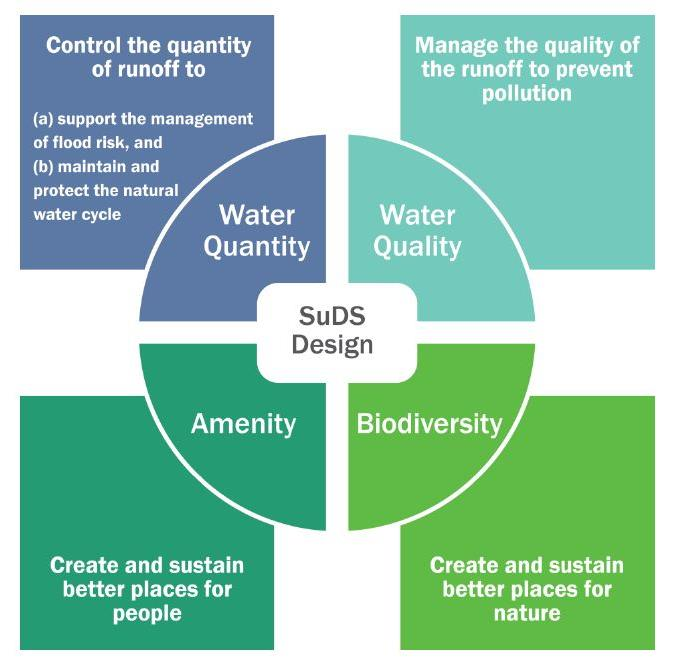 Control the quantity
of runoff to
(a) support the management
of flood risk, and
(b) maintain and
protect the natural
water cycle
Manage the quality of
the runoff to prevent
pollution
Water
Quantity
Water
Quality
SuDS
Design
Amenity
Biodiversity
Create and sustain
better places for
people
Create and sustain
better places for
nature